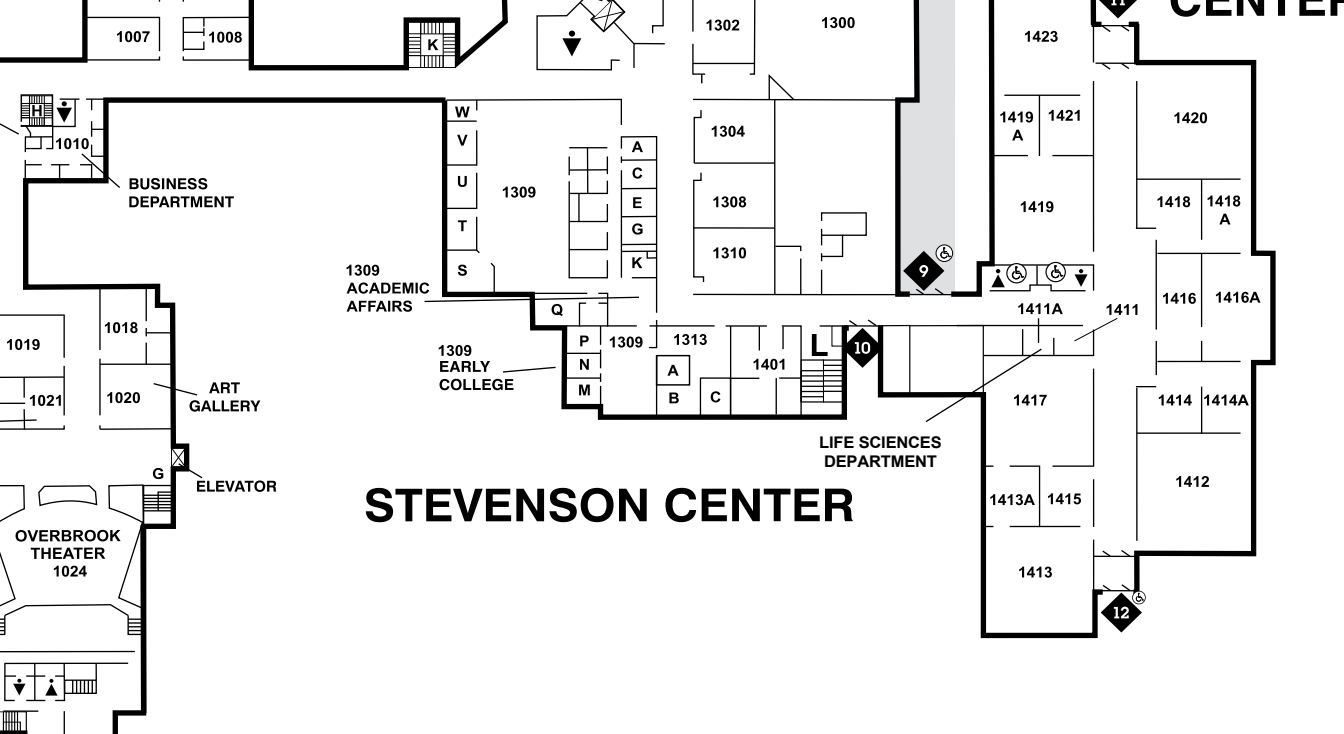 11
CENTER
1007
1008
K
1302
1300
1423
H
1010
BUSINESS
DEPARTMENT
W
V
U
T
S
1309
A
C
E
G
K
1304
1308
1310
1419
A
1421
1420
1419
1418
1418
A
9
1309
ACADEMIC
AFFAIRS
Q
1411A
1411
1416
1416A
1019
1018
1021
1020
ART
GALLERY
1309
EARLY
COLLEGE
P
N
M
1309
1313
A
B
C
1401
L
10
1417
1414
1414A
LIFE SCIENCES
DEPARTMENT
G
ELEVATOR
STEVENSON CENTER
1413A
1415
1412
OVERBROOK
THEATER
1024
1413
12